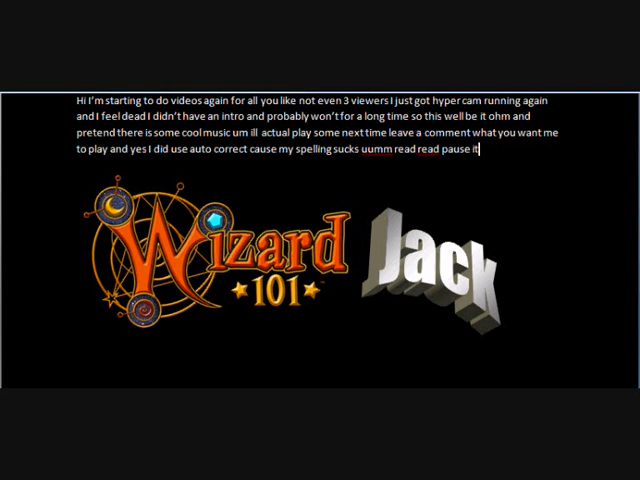 Hi I'm starting to do videos again for all you like not even 3 viewers I just got hyper cam running again
and I feel dead I didn't have an intro and probably won't for a long time so this well be it ohm and
pretend there is some cool music um ill actual play some next time leave a comment what you want me
to play and yes I did use auto correct cause my spelling sucks uumm read read pause it
Wizard
101
Jack